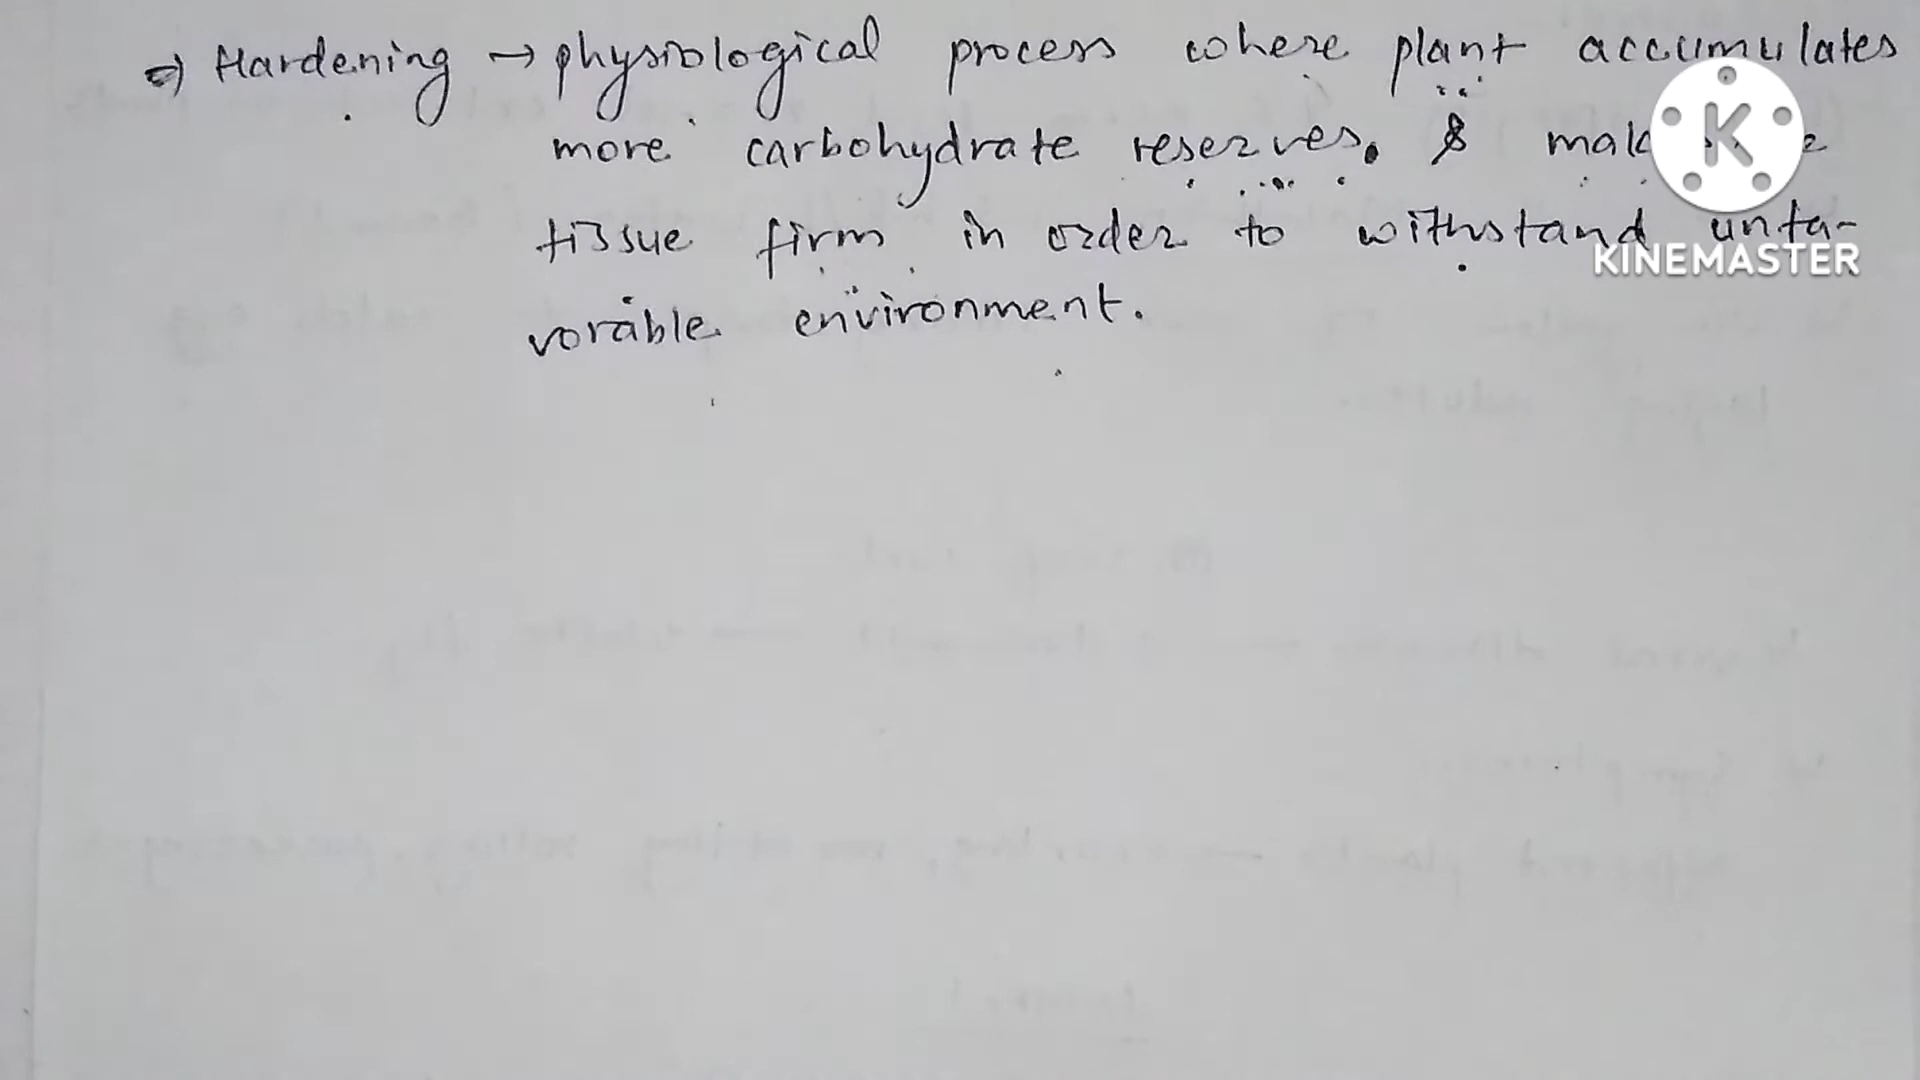 ⇒ Hardening → physiological process where plant accumulates
more carbohydrate reserves. &
tissue firm in order to withstand unfa-
vorable environment.
KINEMASTER